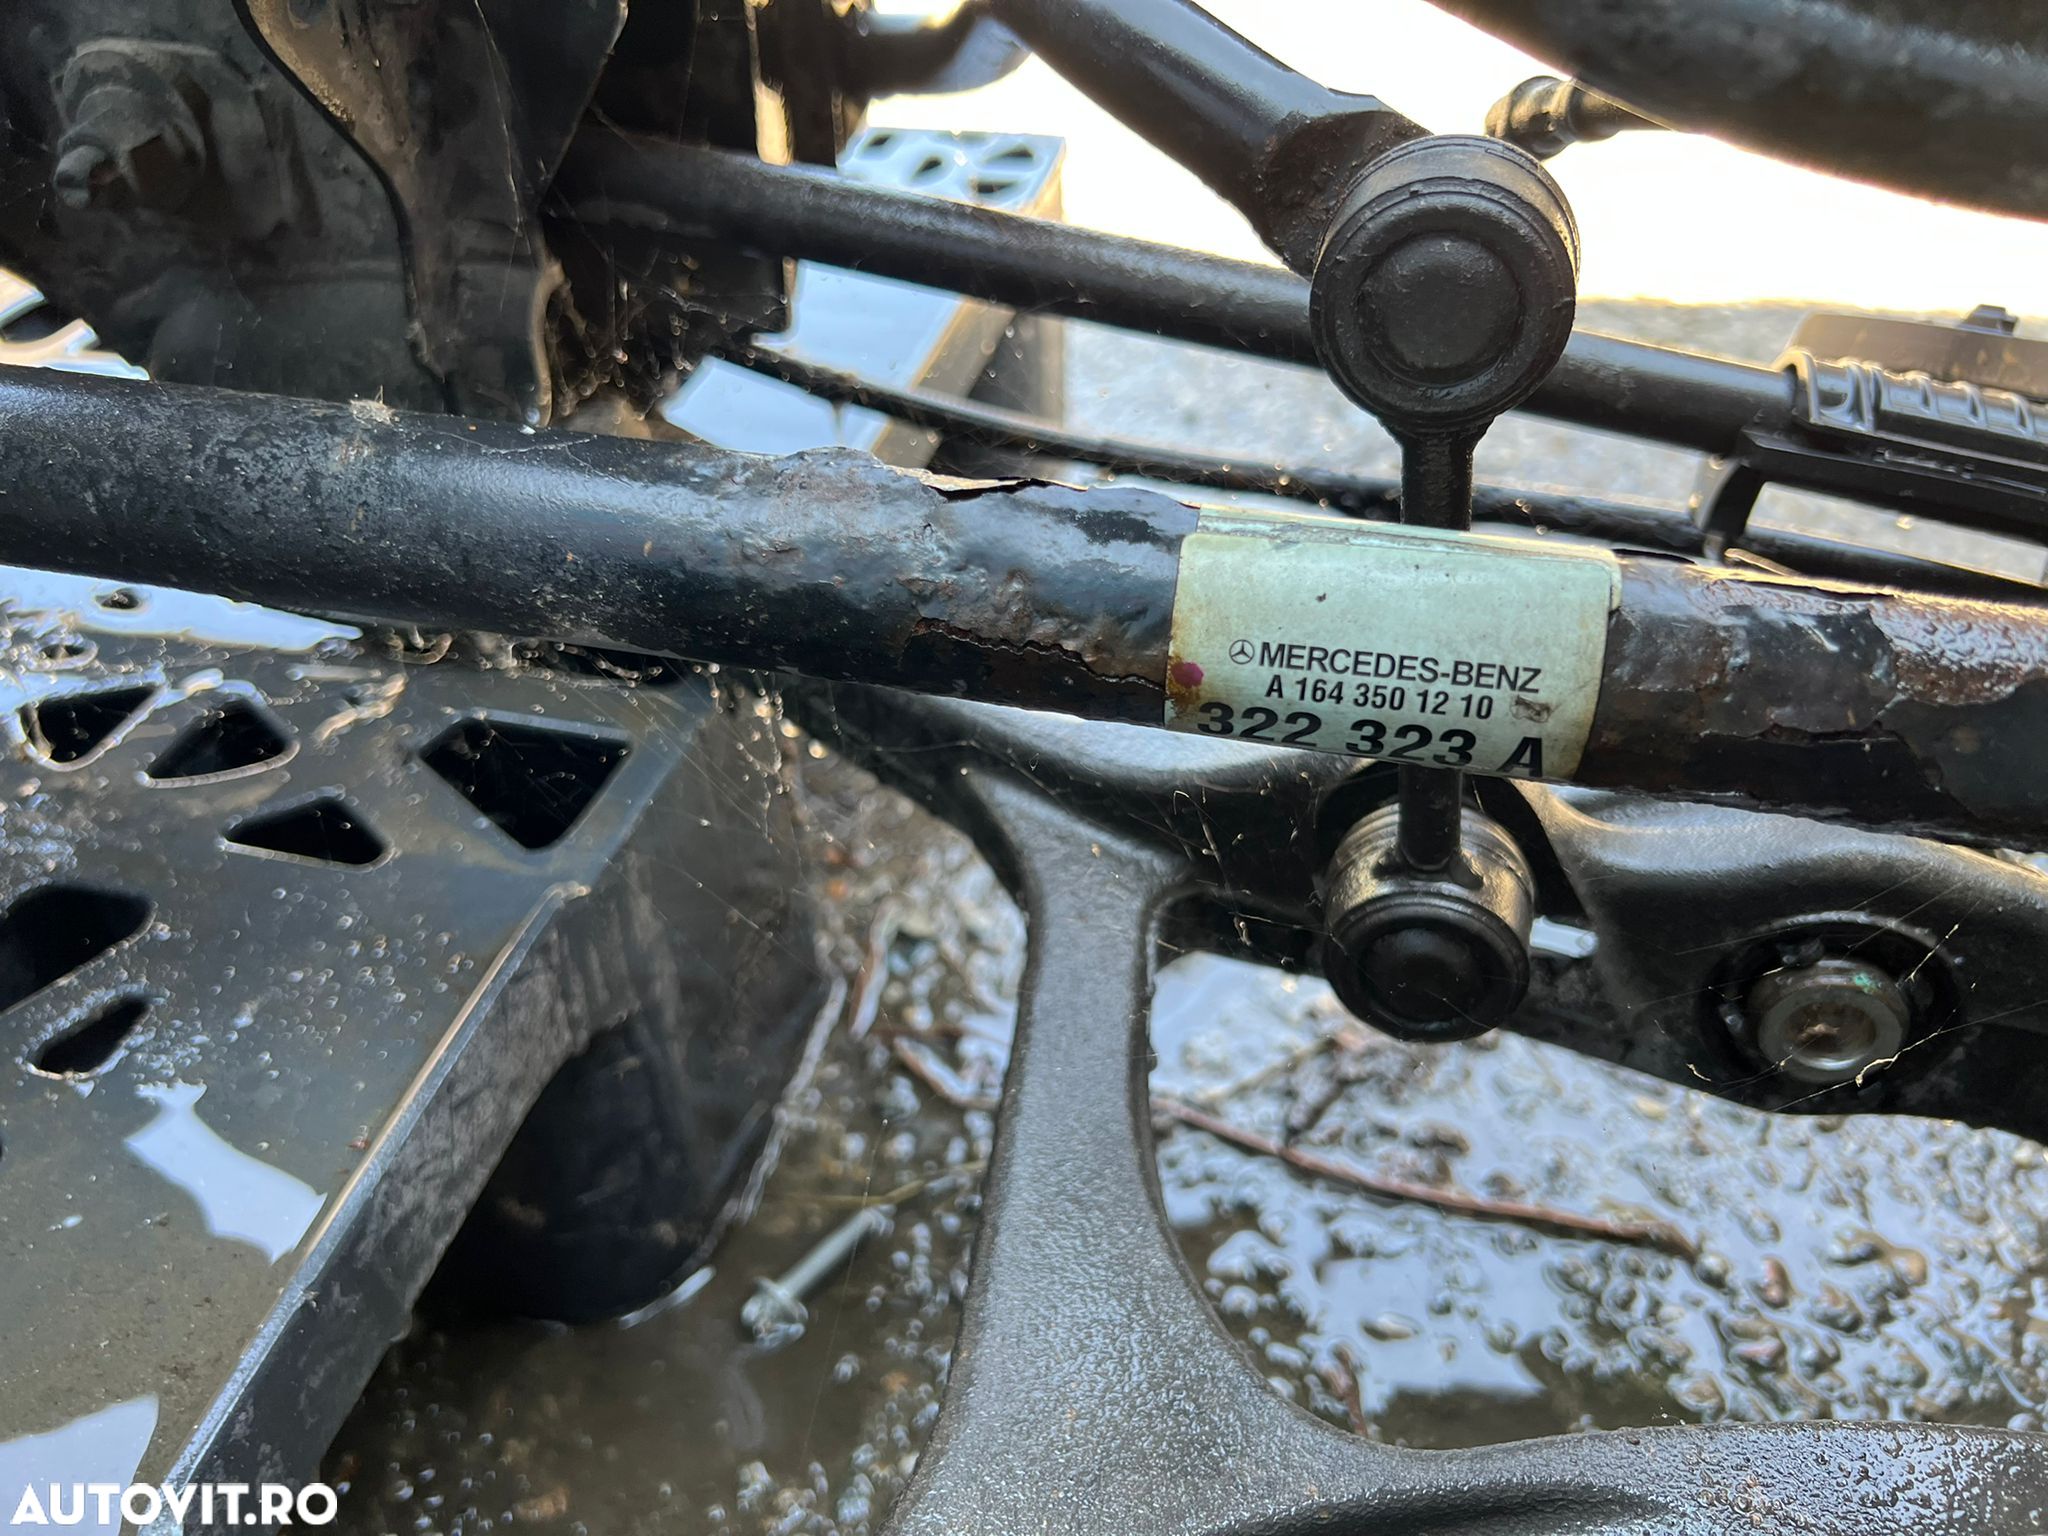 MERCEDES-BENZ
A 164 350 12 10
322 323 A
AUTOVIT.RO